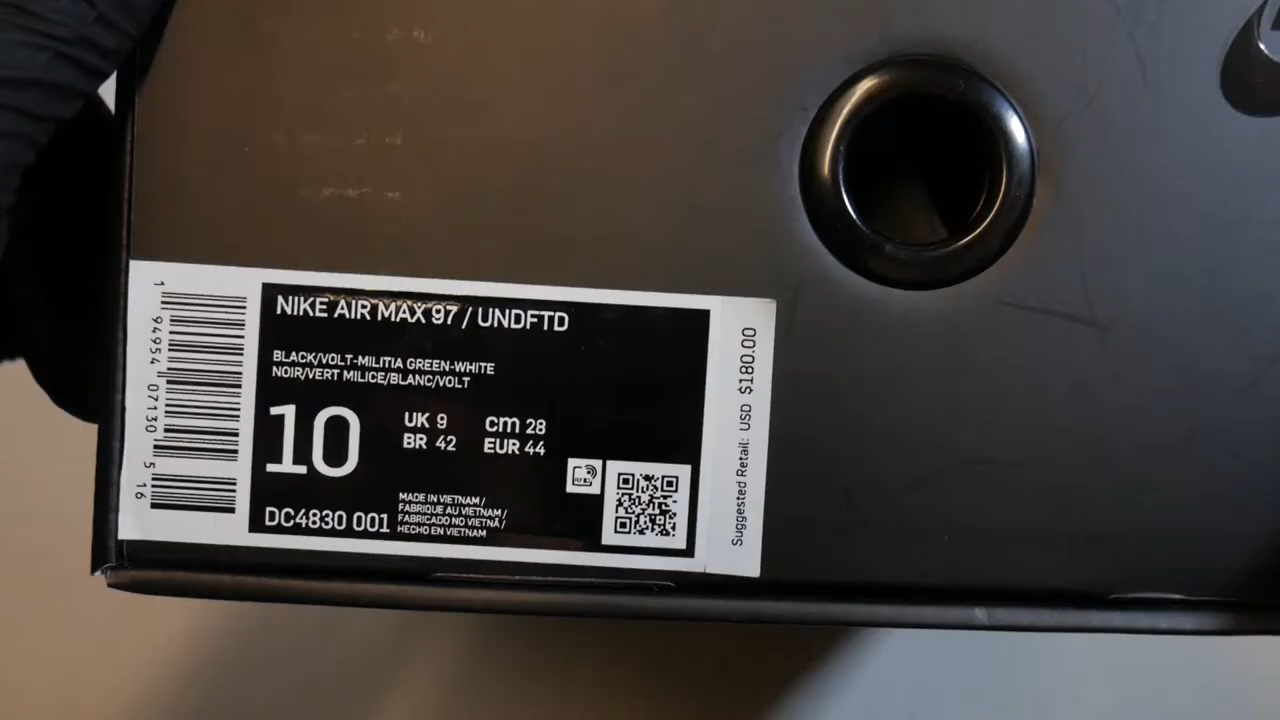 NIKE AIR MAX 97 / UNDFTD
BLACK/VOLT-MILITIA GREEN-WHITE
NOIR/VERT MILICE/BLANC/VOLT
10
UK 9 cm 28
BR 42 EUR 44
RFID
MADE IN VIETNAM /
FABRIQUE AU VIETNAM /
FABRICADO NO VIETNÃ /
HECHO EN VIETNAM
DC4830 001
1 94954 07130 5 16
Suggested Retail: USD $180.00